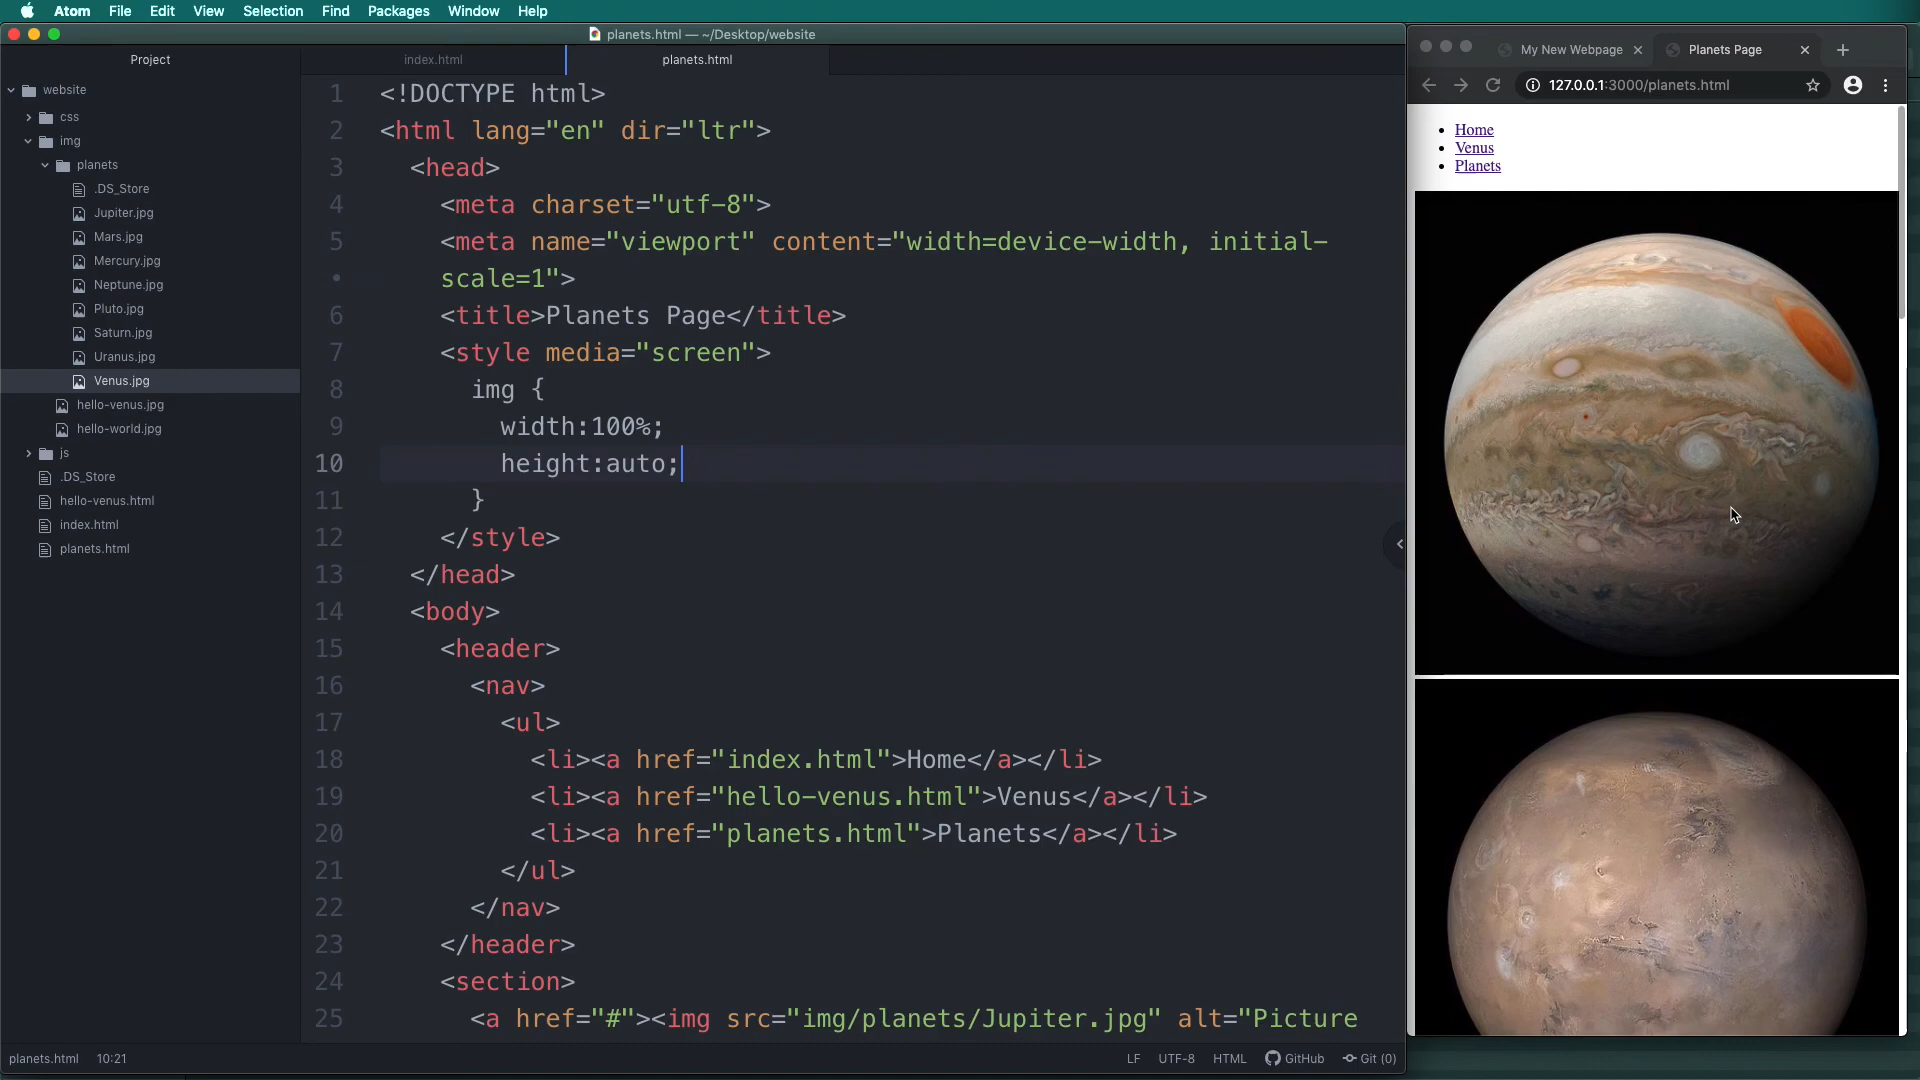 Atom File Edit View Selection Find Packages Window Help
planets.html — ~/Desktop/website
Project
website
css
img
planets
.DS_Store
Jupiter.jpg
Mars.jpg
Mercury.jpg
Neptune.jpg
Pluto.jpg
Saturn.jpg
Uranus.jpg
Venus.jpg
hello-venus.jpg
hello-world.jpg
js
.DS_Store
hello-venus.html
index.html
planets.html
index.html planets.html
1 <!DOCTYPE html>
2 <html lang="en" dir="ltr">
3 <head>
4 <meta charset="utf-8">
5 <meta name="viewport" content="width=device-width, initial-
• scale=1">
6 <title>Planets Page</title>
7 <style media="screen">
8 img {
9 width:100%;
10 height:auto;
11 }
12 </style>
13 </head>
14 <body>
15 <header>
16 <nav>
17 <ul>
18 <li><a href="index.html">Home</a></li>
19 <li><a href="hello-venus.html">Venus</a></li>
20 <li><a href="planets.html">Planets</a></li>
21 </ul>
22 </nav>
23 </header>
24 <section>
25 <a href="#"><img src="img/planets/Jupiter.jpg" alt="Picture
planets.html 10:21 LF UTF-8 HTML GitHub Git (0)
My New Webpage Planets Page
127.0.0.1:3000/planets.html
• Home
• Venus
• Planets